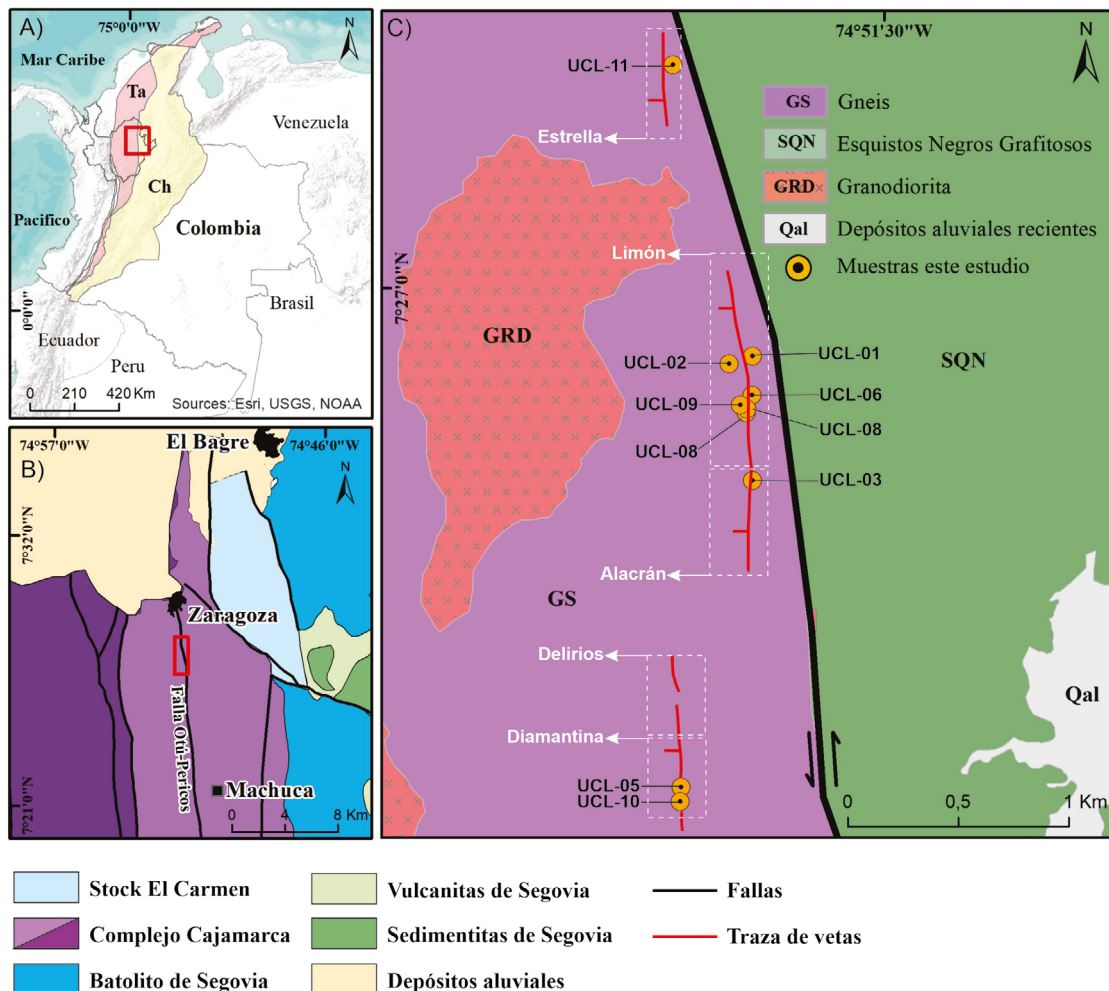 A)
75°0'0"W
N
Mar Caribe
Ta
Venezuela
Ch
Pacifico
Colombia
0°0'0"
Brasil
Ecuador
Peru
0 210 420 Km
Sources: Esri, USGS, NOAA
B)
74°57'0"W
El Bagre
74°46'0"W
N
7°32'0"N
Zaragoza
Falla Otú-Pericos
Machuca
7°21'0"N
0 4 8 Km
C)
74°51'30"W
N
UCL-11
GS Gneis
Estrella
SQN Esquistos Negros Grafitosos
GRD Granodiorita
Qal Depósitos aluviales recientes
Limón
Muestras este estudio
7°27'0"N
GRD
UCL-01
UCL-02
SQN
UCL-06
UCL-09
UCL-08
UCL-08
UCL-03
Alacrán
GS
Delirios
Qal
Diamantina
UCL-05
UCL-10
0 0,5 1 Km
Stock El Carmen
Vulcanitas de Segovia
Fallas
Complejo Cajamarca
Sedimentitas de Segovia
Traza de vetas
Batolito de Segovia
Depósitos aluviales